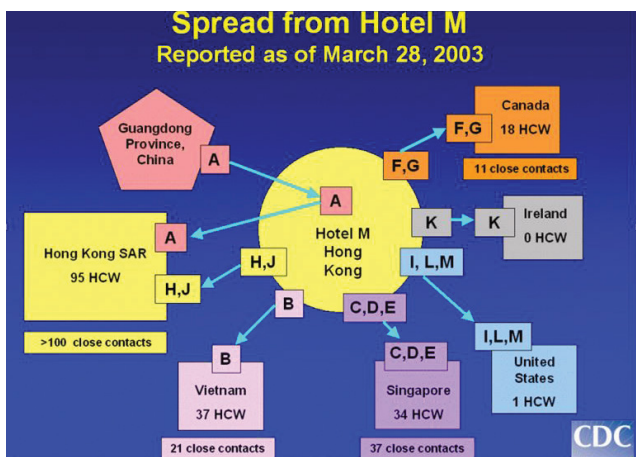 Spread from Hotel M
Reported as of March 28, 2003
Guangdong
Province,
China
A
A
Hotel M
Hong
Kong
F,G
F,G
Canada
18 HCW
11 close contacts
K
K
Ireland
0 HCW
A
Hong Kong SAR
95 HCW
H,J
H,J
>100 close contacts
I, L,M
I,L,M
United
States
1 HCW
B
B
Vietnam
37 HCW
21 close contacts
C,D,E
C,D,E
Singapore
34 HCW
37 close contacts
CDC